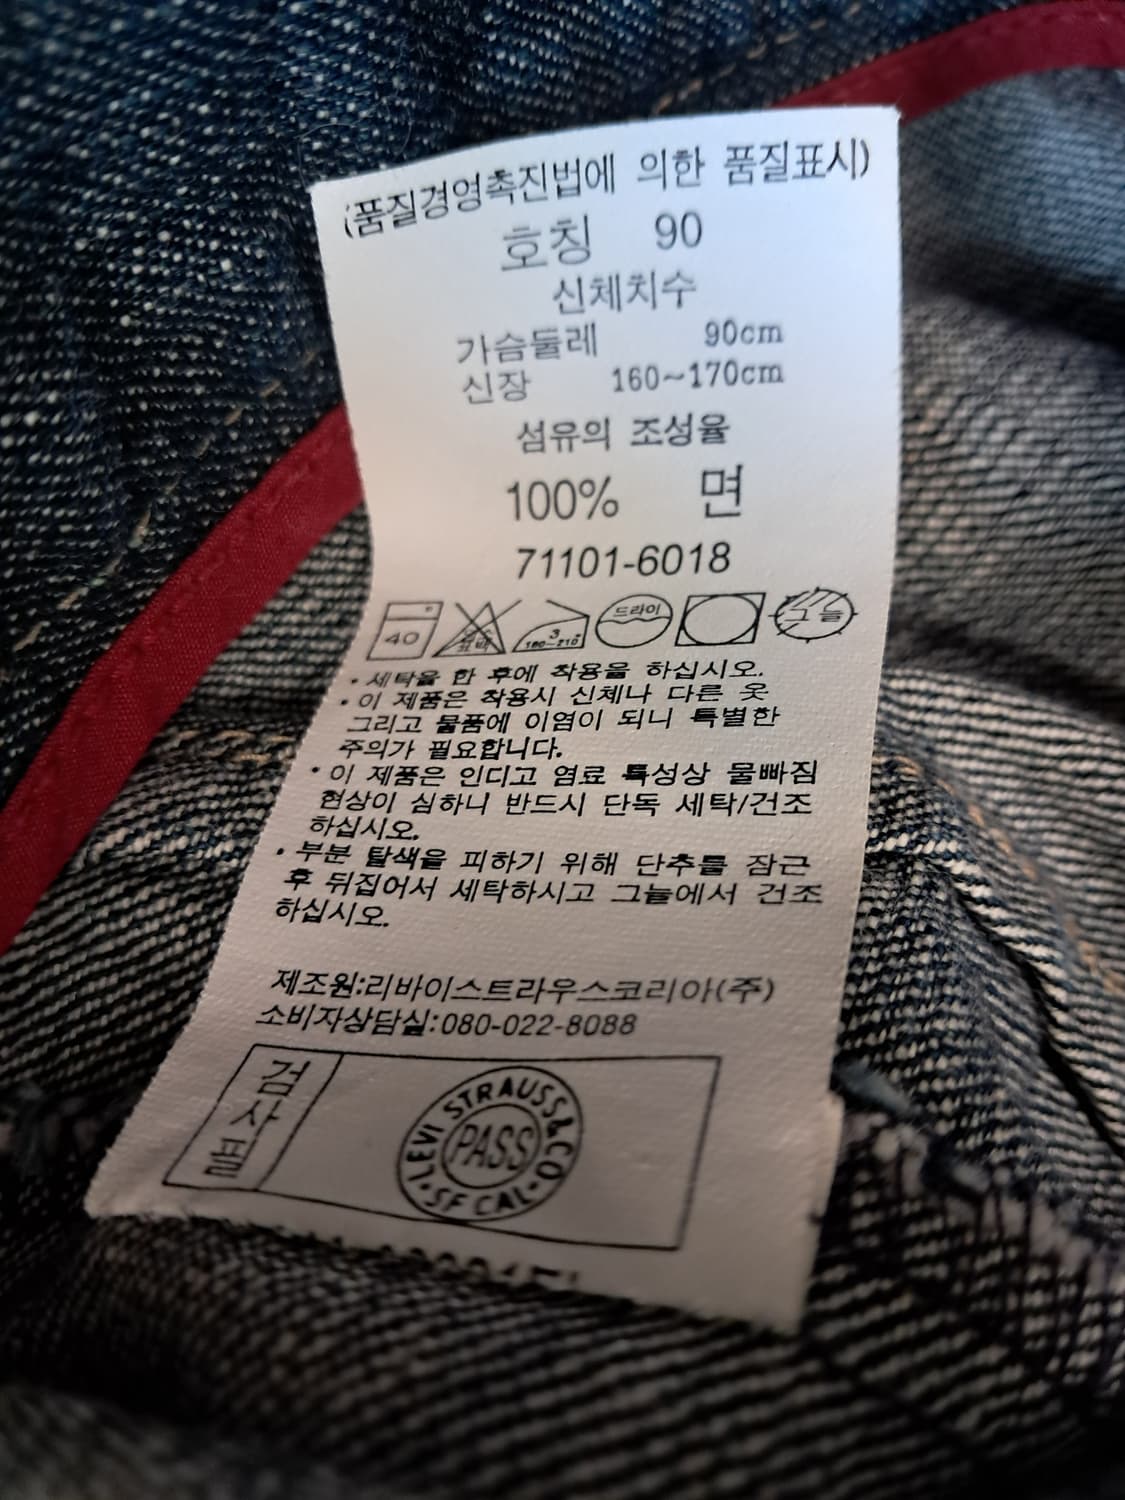 (품질경영촉진법에 의한 품질표시)
호칭 90
신체치수
가슴둘레 90cm
신장 160~170cm
섬유의 조성율
100% 면
71101-6018
40 표백 3 180~210° 드라이 그늘
• 세탁을 한 후에 착용을 하십시오.
• 이 제품은 착용시 신체나 다른 옷
그리고 물품에 이염이 되니 특별한
주의가 필요합니다.
• 이 제품은 인디고 염료 특성상 물빠짐
현상이 심하니 반드시 단독 세탁/건조
하십시오.
• 부분 탈색을 피하기 위해 단추를 잠근
후 뒤집어서 세탁하시고 그늘에서 건조
하십시오.
제조원:리바이스트라우스코리아(주)
소비자상담실:080-022-8088
검사필
LEVI STRAUSS & CO
PASS
• SF CAL •